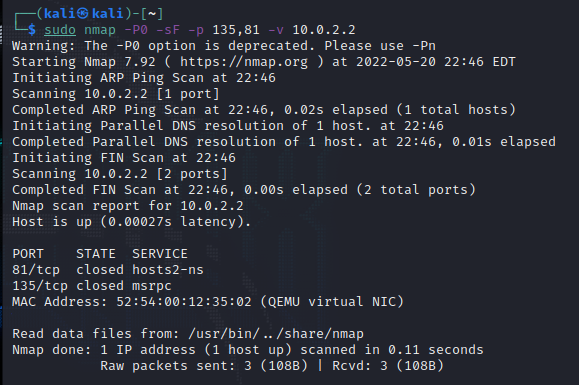 ┌──(kali㉿kali)-[~]
└─$ sudo nmap -P0 -sF -p 135,81 -v 10.0.2.2
Warning: The -P0 option is deprecated. Please use -Pn
Starting Nmap 7.92 ( https://nmap.org ) at 2022-05-20 22:46 EDT
Initiating ARP Ping Scan at 22:46
Scanning 10.0.2.2 [1 port]
Completed ARP Ping Scan at 22:46, 0.02s elapsed (1 total hosts)
Initiating Parallel DNS resolution of 1 host. at 22:46
Completed Parallel DNS resolution of 1 host. at 22:46, 0.01s elapsed
Initiating FIN Scan at 22:46
Scanning 10.0.2.2 [2 ports]
Completed FIN Scan at 22:46, 0.00s elapsed (2 total ports)
Nmap scan report for 10.0.2.2
Host is up (0.00027s latency).

PORT    STATE  SERVICE
81/tcp  closed hosts2-ns
135/tcp closed msrpc
MAC Address: 52:54:00:12:35:02 (QEMU virtual NIC)

Read data files from: /usr/bin/../share/nmap
Nmap done: 1 IP address (1 host up) scanned in 0.11 seconds
           Raw packets sent: 3 (108B) | Rcvd: 3 (108B)